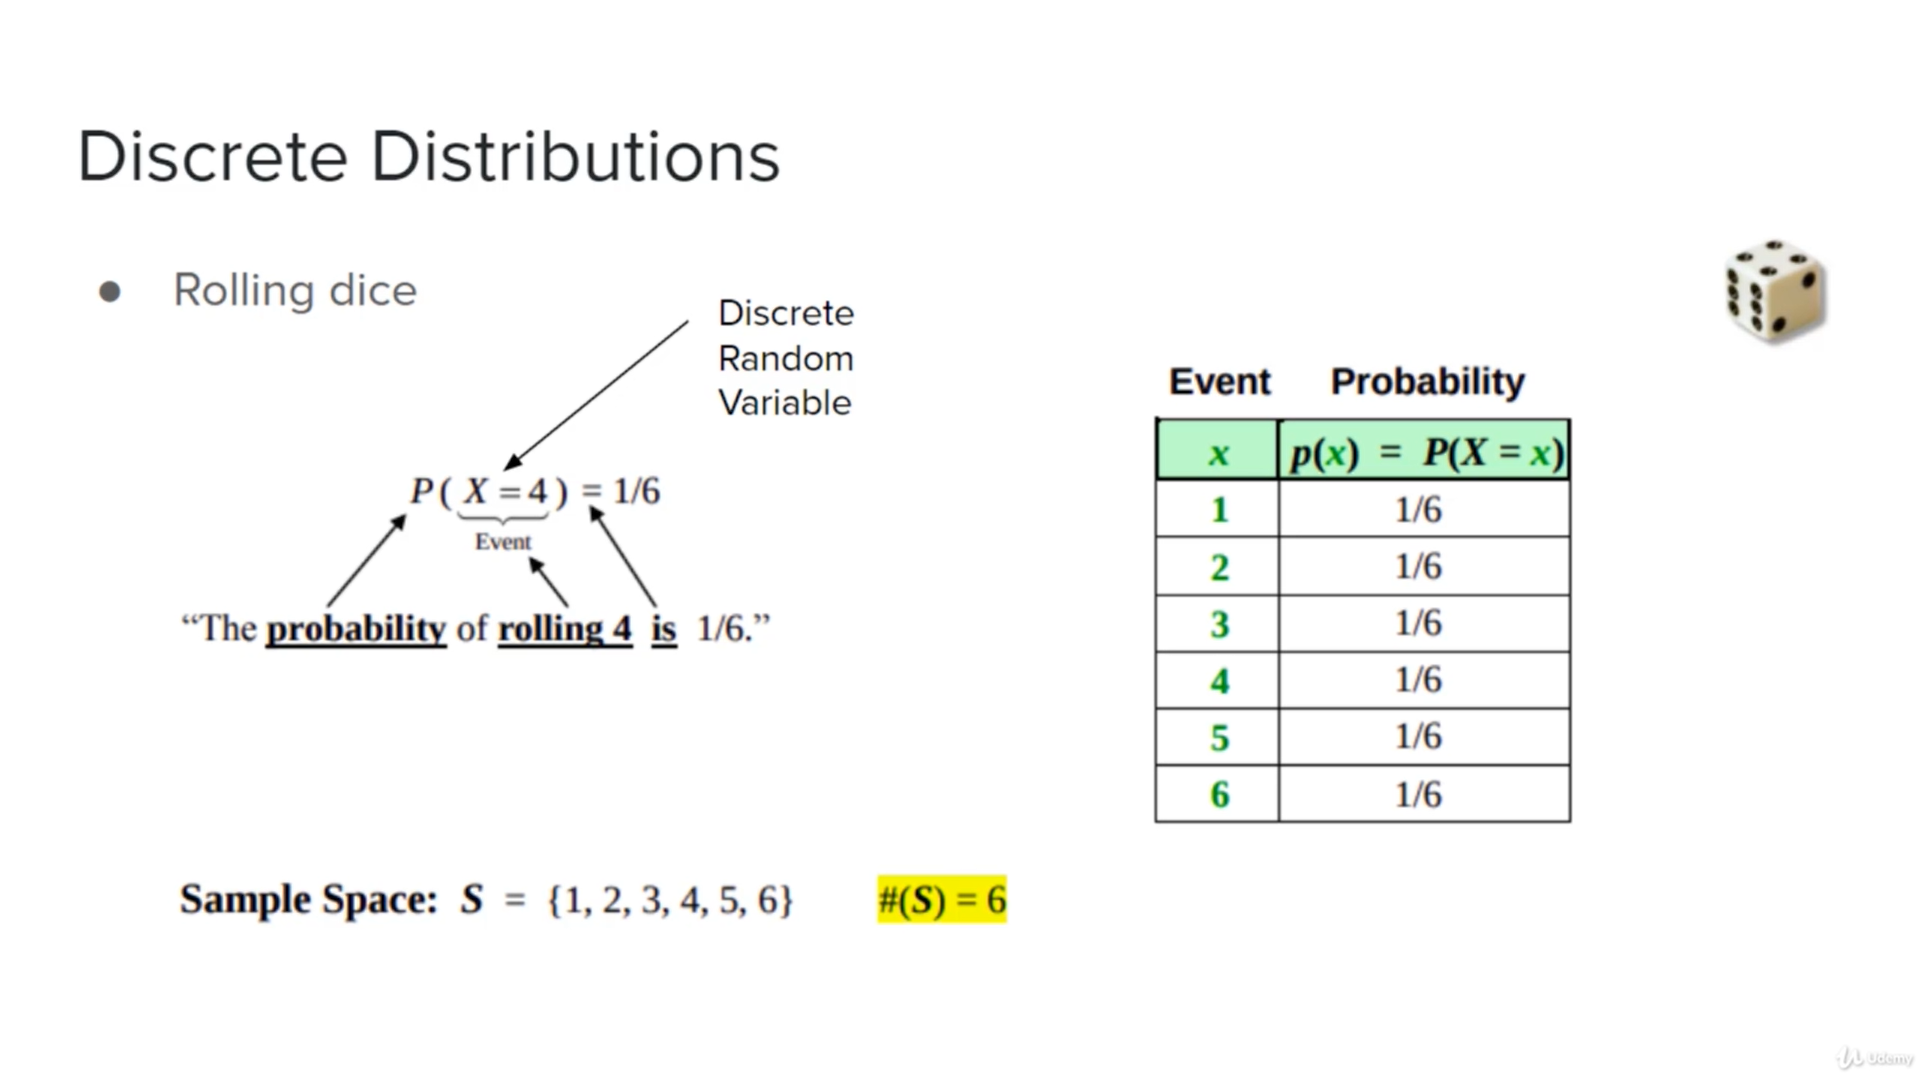 Discrete Distributions
● Rolling dice
Discrete
Random
Variable
P ( X = 4 ) = 1/6
Event
“The probability of rolling 4 is 1/6.”
Event Probability
x p(x) = P(X = x)
1 1/6
2 1/6
3 1/6
4 1/6
5 1/6
6 1/6
Sample Space: S = {1, 2, 3, 4, 5, 6} #(S) = 6
Udemy